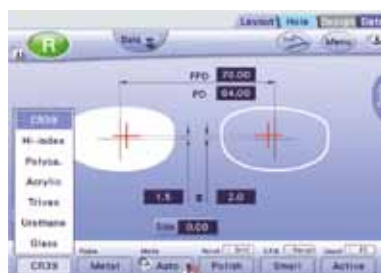 Layout Hole Design Data
R Data Menu
FPD 70.00
PD 64.00
CR39
Hi-index
Polyca.
Acrylic
Trivex
Urethane
Glass
1.5 2.0
Size 0.00
CR39 Metal Auto Polish Small Active